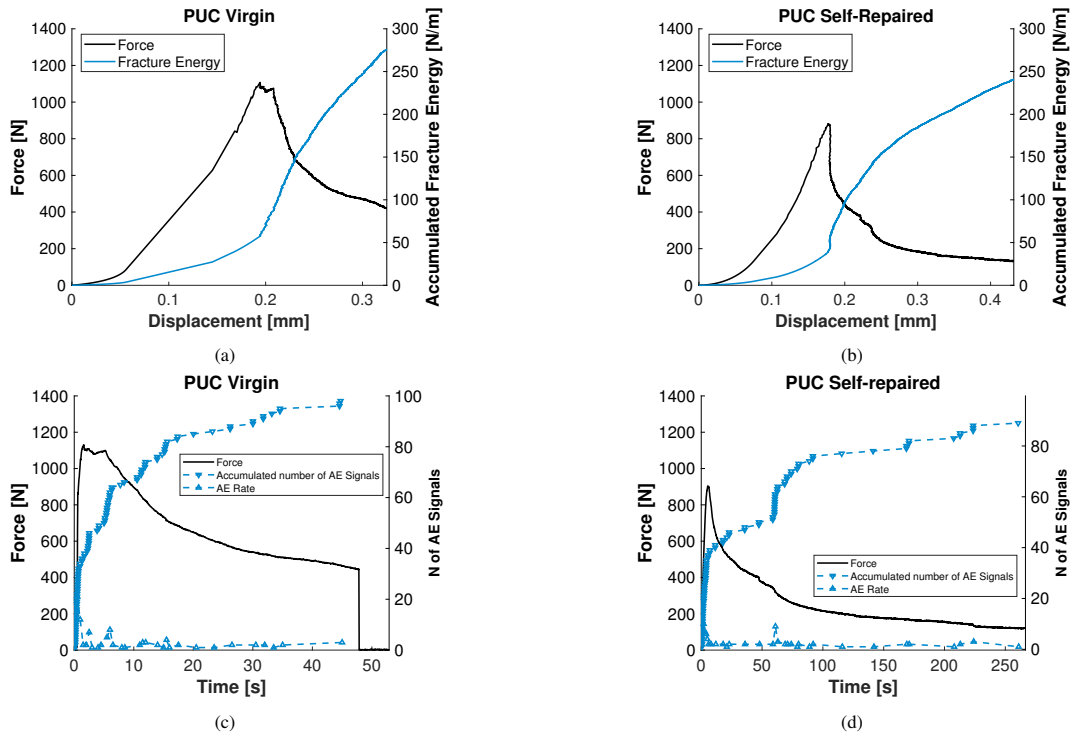 PUC Virgin
1400
1200
1000
800
600
400
200
0
Force [N]
Force
Fracture Energy
300
250
200
150
100
50
0
Accumulated Fracture Energy [N/m]
0 0.1 0.2 0.3
Displacement [mm]
(a)
PUC Self-Repaired
1400
1200
1000
800
600
400
200
0
Force [N]
Force
Fracture Energy
300
250
200
150
100
50
0
Accumulated Fracture Energy [N/m]
0 0.1 0.2 0.3 0.4
Displacement [mm]
(b)
PUC Virgin
1400
1200
1000
800
600
400
200
0
Force [N]
Force
Accumulated number of AE Signals
AE Rate
100
80
60
40
20
0
N of AE Signals
0 10 20 30 40 50
Time [s]
(c)
PUC Self-repaired
1400
1200
1000
800
600
400
200
0
Force [N]
Force
Accumulated number of AE Signals
AE Rate
80
60
40
20
0
N of AE Signals
0 50 100 150 200 250
Time [s]
(d)